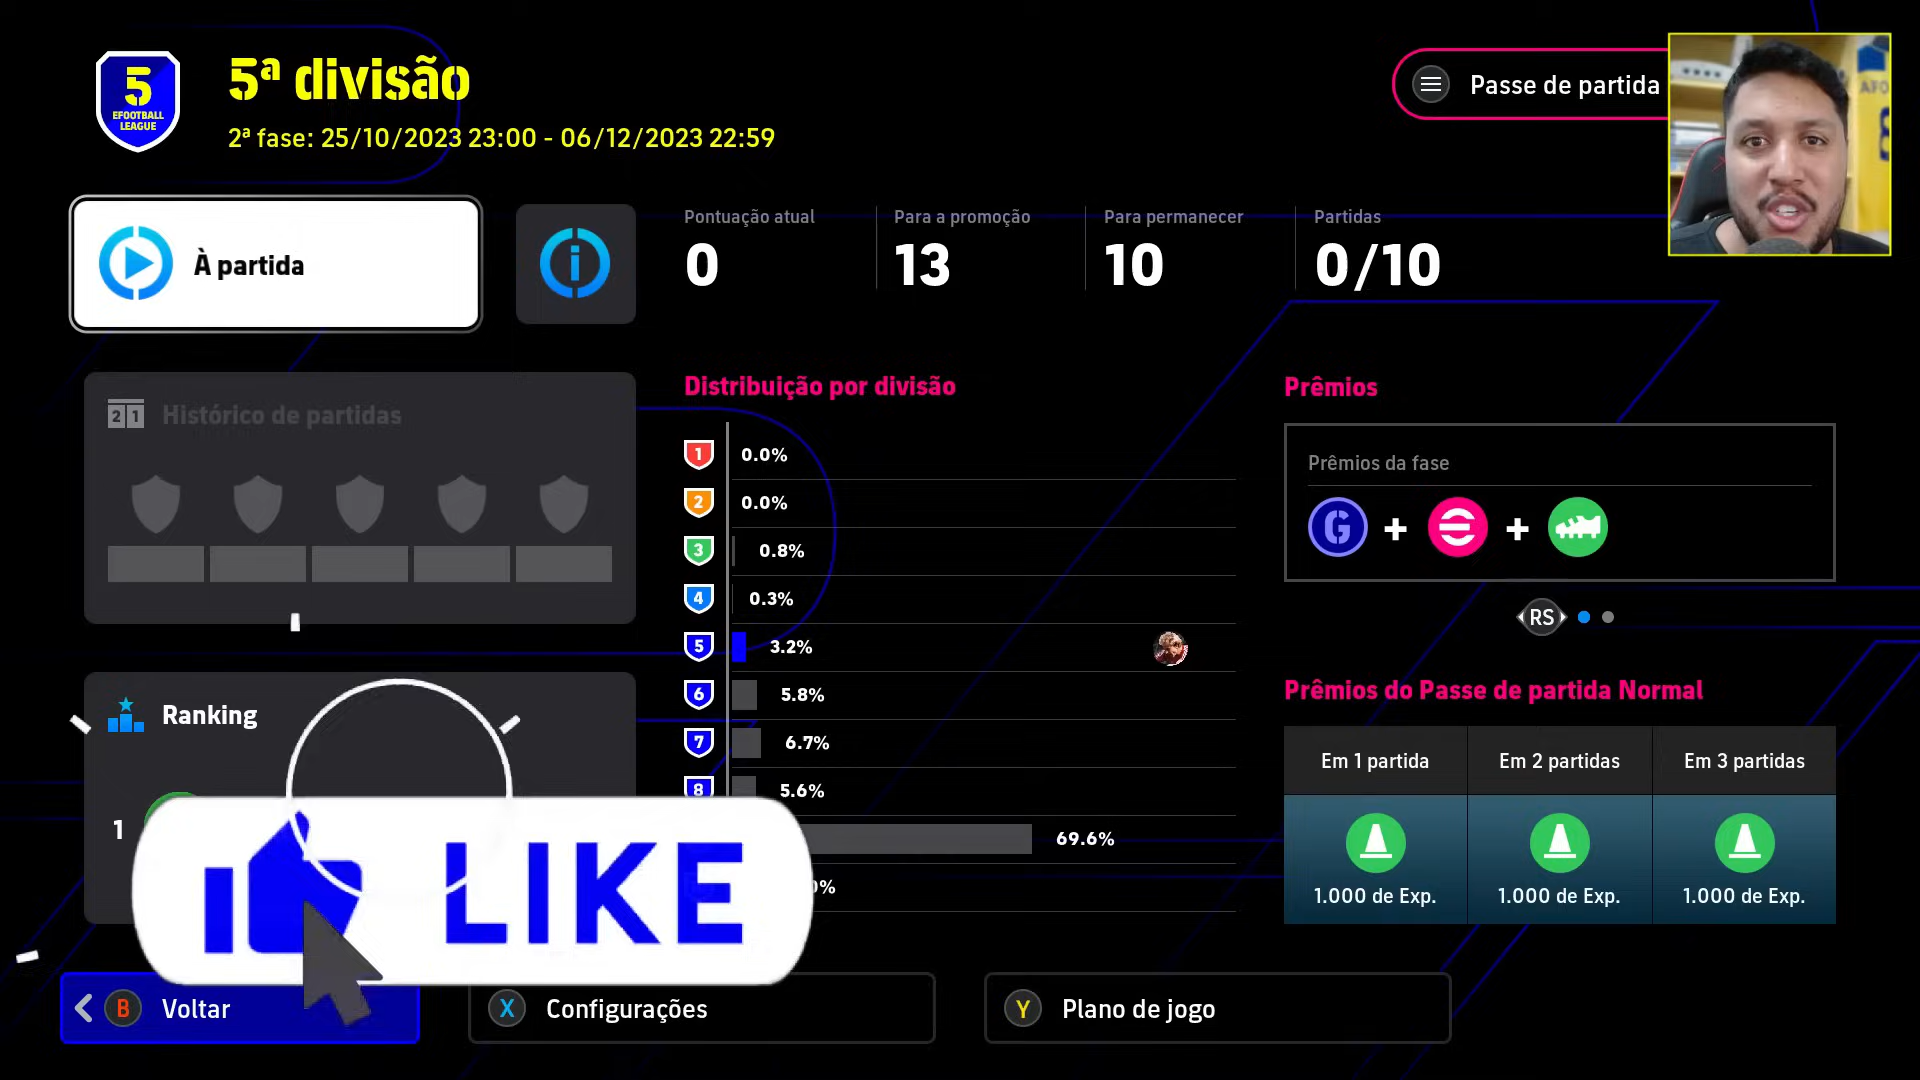 5
EFOOTBALL
LEAGUE
5ª divisão
2ª fase: 25/10/2023 23:00 - 06/12/2023 22:59
Passe de partida
À partida
Pontuação atual
0
Para a promoção
13
Para permanecer
10
Partidas
0/10
2 1
Histórico de partidas
Distribuição por divisão
1 0.0%
2 0.0%
3 0.8%
4 0.3%
5 3.2%
6 5.8%
7 6.7%
8 5.6%
69.6%
Prêmios
Prêmios da fase
G + +
RS
Ranking
1
Prêmios do Passe de partida Normal
Em 1 partida
Em 2 partidas
Em 3 partidas
1.000 de Exp.
1.000 de Exp.
1.000 de Exp.
LIKE
B Voltar
X Configurações
Y Plano de jogo